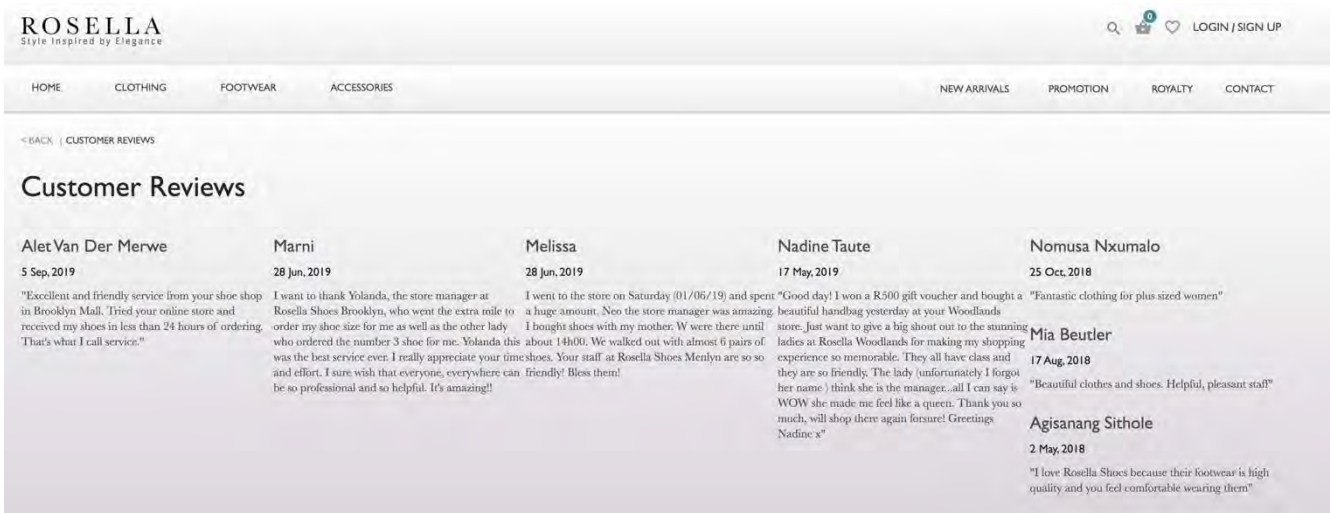 ROSELLA
Style Inspired by Elegance
0
LOGIN / SIGN UP
HOME
CLOTHING
FOOTWEAR
ACCESSORIES
NEW ARRIVALS
PROMOTION
ROYALTY
CONTACT
< BACK | CUSTOMER REVIEWS
Customer Reviews
Alet Van Der Merwe
5 Sep, 2019
"Excellent and friendly service from your shoe shop
in Brooklyn Mall. Tried your online store and
received my shoes in less than 24 hours of ordering.
That's what I call service."
Marni
28 Jun, 2019
I want to thank Yolanda, the store manager at
Rosella Shoes Brooklyn, who went the extra mile to
order my shoe size for me as well as the other lady
who ordered the number 3 shoe for me. Yolanda this
was the best service ever. I really appreciate your time
and effort. I sure wish that everyone, everywhere can
be so professional and so helpful. It's amazing!!
Melissa
28 Jun, 2019
I went to the store on Saturday (01/06/19) and spent
a huge amount. Neo the store manager was amazing.
I bought shoes with my mother. W were there until
about 14h00. We walked out with almost 6 pairs of
shoes. Your staff at Rosella Shoes Menlyn are so so
friendly! Bless them!
Nadine Taute
17 May, 2019
"Good day! I won a R500 gift voucher and bought a
beautiful handbag yesterday at your Woodlands
store. Just want to give a big shout out to the stunning
ladies at Rosella Woodlands for making my shopping
experience so memorable. They all have class and
they are so friendly. The lady (unfortunately I forgot
her name ) think she is the manager...all I can say is
WOW she made me feel like a queen. Thank you so
much, will shop there again forsure! Greetings
Nadine x"
Nomusa Nxumalo
25 Oct, 2018
"Fantastic clothing for plus sized women"
Mia Beutler
17 Aug, 2018
"Beautiful clothes and shoes. Helpful, pleasant staff"
Agisanang Sithole
2 May, 2018
"I love Rosella Shoes because their footwear is high
quality and you feel comfortable wearing them"